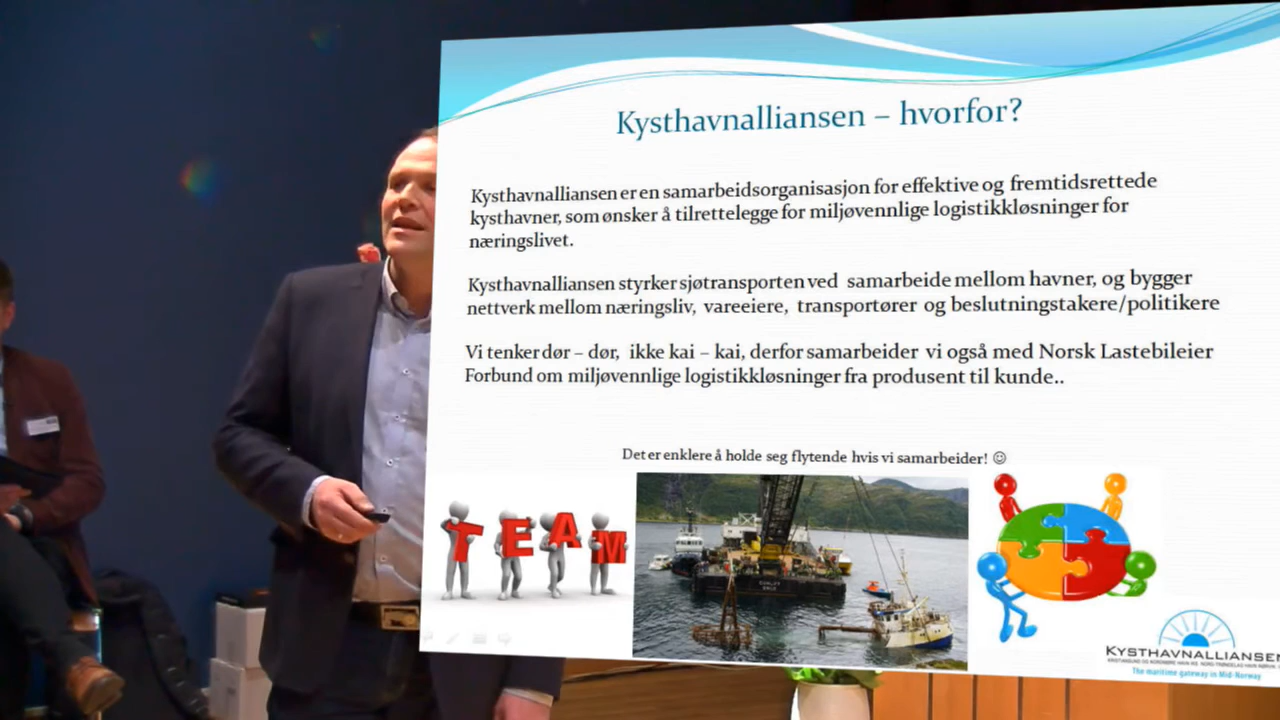 Kysthavnalliansen – hvorfor?
Kysthavnalliansen er en samarbeidsorganisasjon for effektive og fremtidsrettede
kysthavner, som ønsker å tilrettelegge for miljøvennlige logistikkløsninger for
næringslivet.
Kysthavnalliansen styrker sjøtransporten ved samarbeide mellom havner, og bygger
nettverk mellom næringsliv, vareeiere, transportører og beslutningstakere/politikere
Vi tenker dør – dør, ikke kai – kai, derfor samarbeider vi også med Norsk Lastebileier
Forbund om miljøvennlige logistikkløsninger fra produsent til kunde..
Det er enklere å holde seg flytende hvis vi samarbeider! ☺
TEAM
KYSTHAVNALLIANSEN
The maritime gateway in Mid-Norway